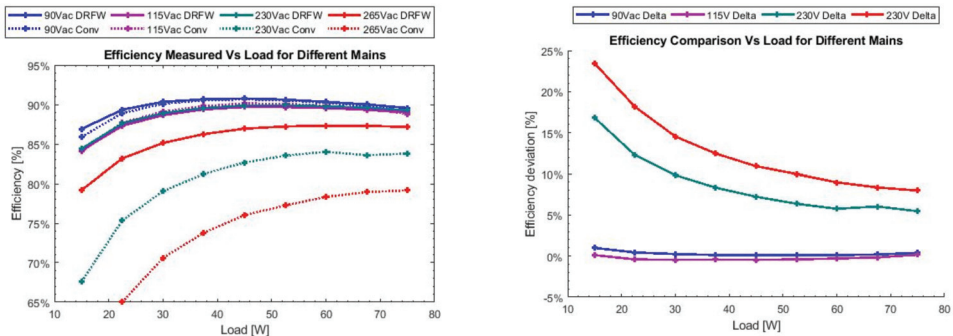 90Vac DRFW 115Vac DRFW 230Vac DRFW 265Vac DRFW
90Vac Conv 115Vac Conv 230Vac Conv 265Vac Conv
Efficiency Measured Vs Load for Different Mains
95%
90%
85%
80%
75%
70%
65%
Efficiency [%]
10 20 30 40 50 60 70 80
Load [W]
90Vac Delta 115V Delta 230V Delta 230V Delta
Efficiency Comparison Vs Load for Different Mains
25%
20%
15%
10%
5%
0%
-5%
Efficiency deviation [%]
10 20 30 40 50 60 70 80
Load [W]